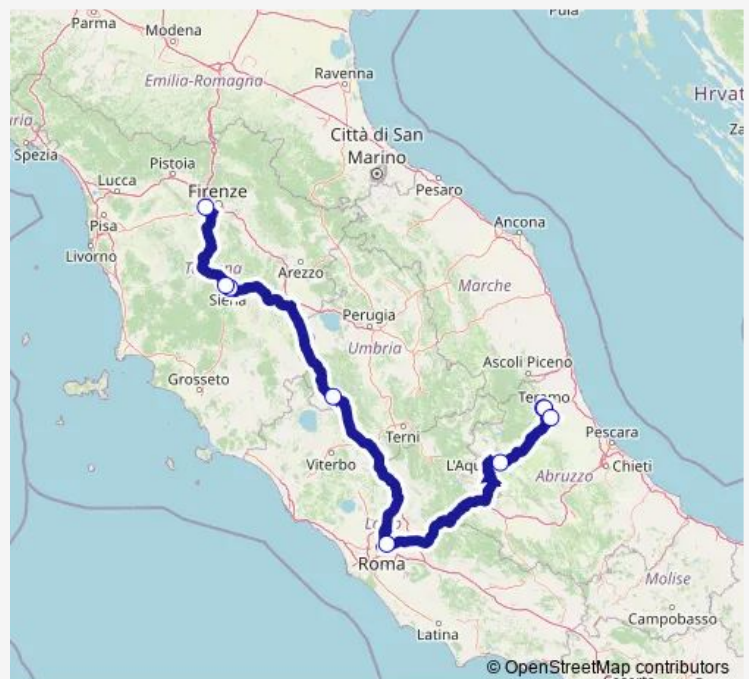 Pula
Parma
Modena
Emilia-Romagna
Ravenna
Hrvat
Za
Spezia
Città di San
Marino
Pistoia
Lucca
Firenze
Pesaro
Pisa
Ancona
Livorno
Arezzo
Siena
Marche
Perugia
Umbria
Grosseto
Ascoli Piceno
Teramo
Terni
Pescara
Viterbo
L'Aqu
Chieti
Abruzzo
Roma
Molise
Latina
Campobasso
© OpenStreetMap contributors